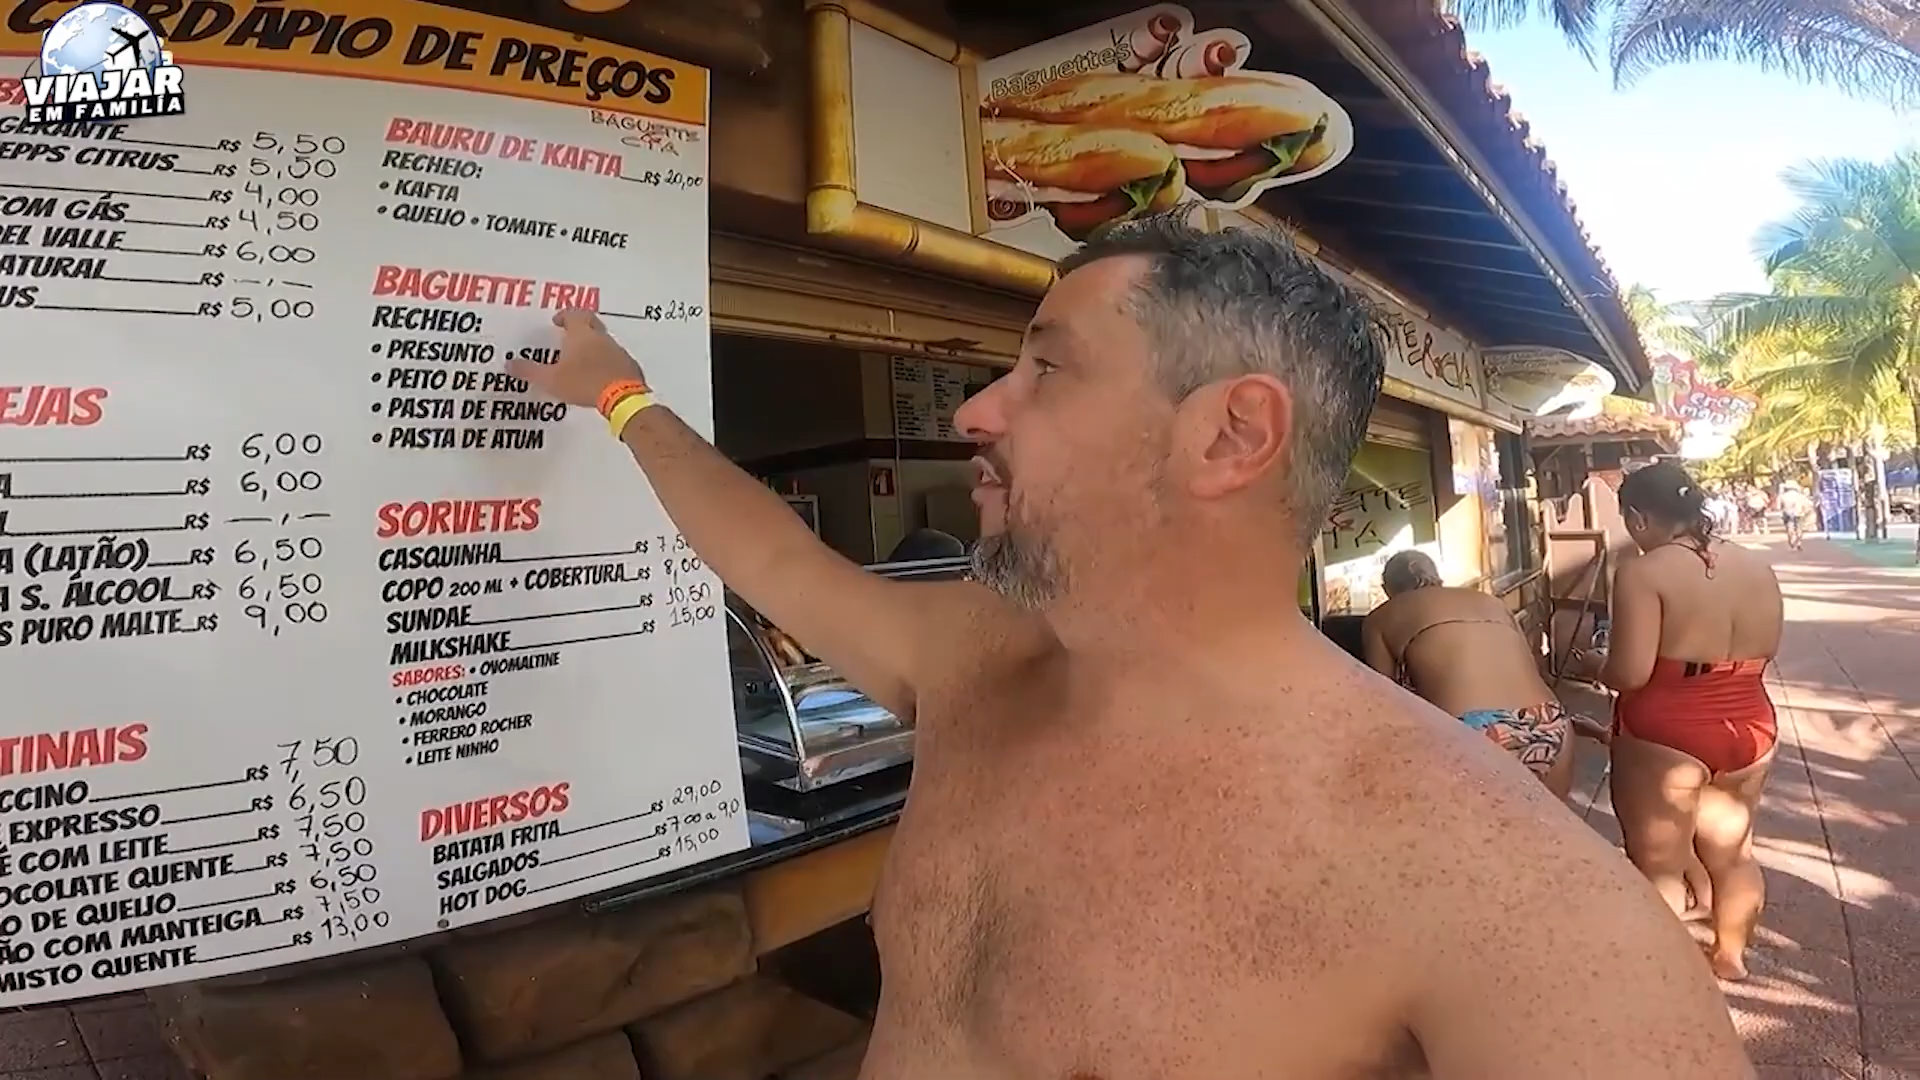 VIAJAR
EM FAMILÍA
CARDÁPIO DE PREÇOS
GERANTE R$ 5,50
EPPS CITRUS R$ 5,50
R$ 4,00
COM GÁS R$ 4,50
DEL VALLE R$ 6,00
ATURAL R$ —,—
US R$ 5,00
EJAS
R$ 6,00
A R$ 6,00
R$ —,—
A (LATÃO) R$ 6,50
A S. ÁLCOOL R$ 6,50
S PURO MALTE R$ 9,00
TINAIS
CCINO R$ 7,50
EXPRESSO R$ 6,50
É COM LEITE R$ 7,50
OCOLATE QUENTE R$ 7,50
O DE QUEIJO R$ 6,50
ÃO COM MANTEIGA R$ 7,50
MISTO QUENTE R$ 13,00
BAGUETTE
& CIA
BAURU DE KAFTA R$ 20,00
RECHEIO:
• KAFTA
• QUEIJO • TOMATE • ALFACE
BAGUETTE FRIA R$ 23,00
RECHEIO:
• PRESUNTO • SALA
• PEITO DE PERU
• PASTA DE FRANGO
• PASTA DE ATUM
SORVETES
CASQUINHA R$ 7,50
COPO 200 ML + COBERTURA R$ 8,00
SUNDAE R$ 10,50
MILKSHAKE R$ 15,00
SABORES: • OVOMALTINE
• CHOCOLATE
• MORANGO
• FERRERO ROCHER
• LEITE NINHO
DIVERSOS
BATATA FRITA R$ 29,00
SALGADOS R$ 7,00 a 9,0
HOT DOG R$ 15,00
Baguettes